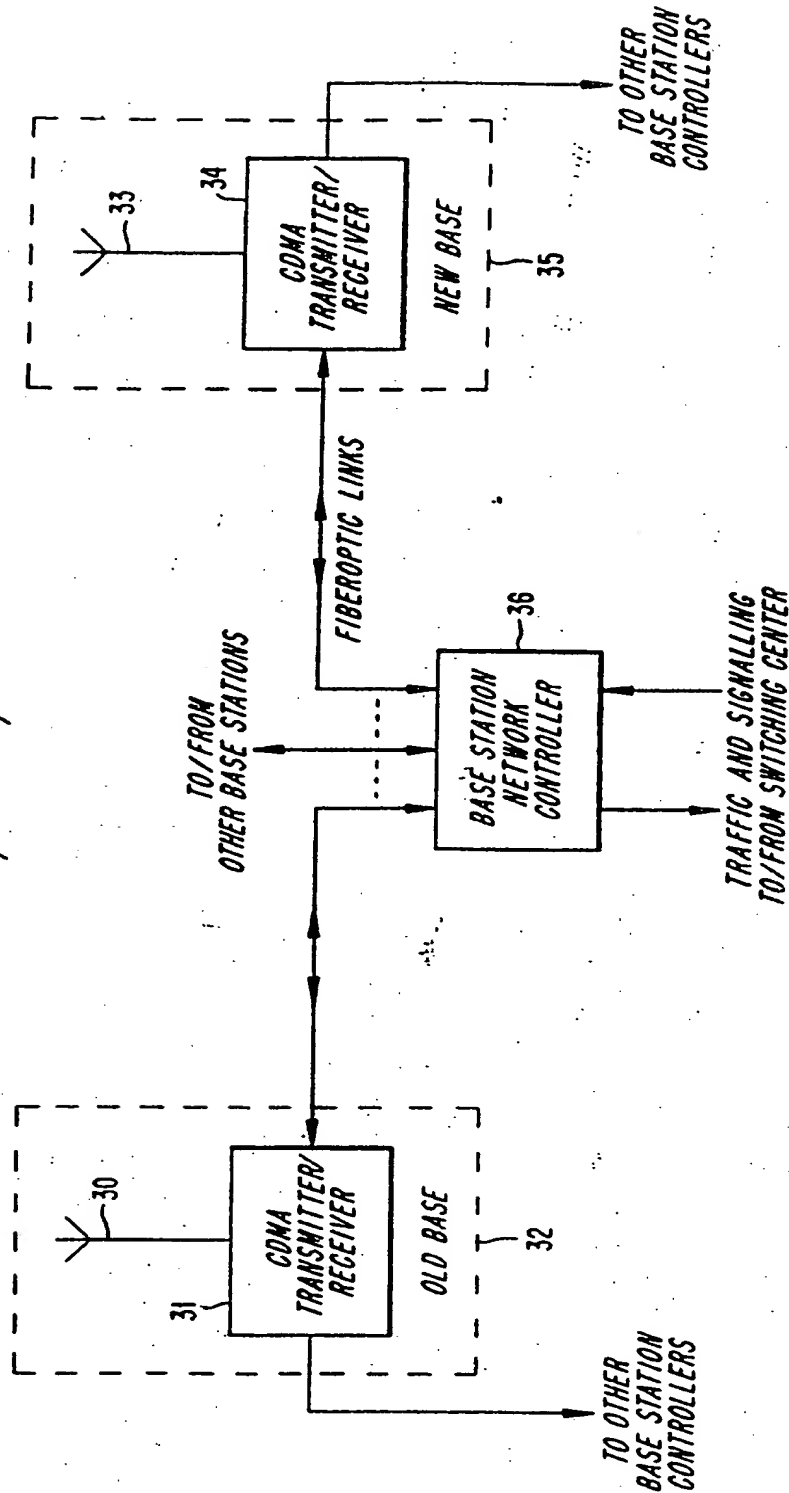 30
31
CDMA
TRANSMITTER/
RECEIVER
OLD BASE
32
TO OTHER
BASE STATION
CONTROLLERS
TO/FROM
OTHER BASE STATIONS
FIBEROPTIC LINKS
BASE STATION
NETWORK
CONTROLLER
36
TRAFFIC AND SIGNALLING
TO/FROM SWITCHING CENTER
33
34
CDMA
TRANSMITTER/
RECEIVER
NEW BASE
35
TO OTHER
BASE STATION
CONTROLLERS